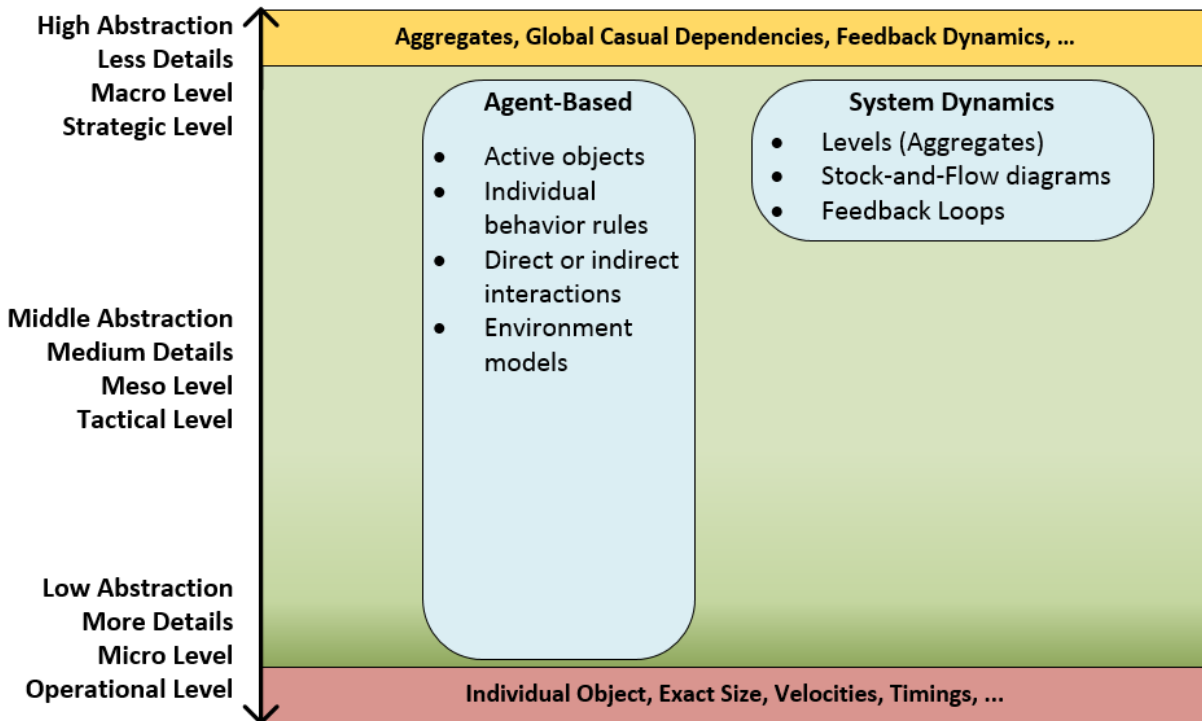 High Abstraction
Less Details
Macro Level
Strategic Level
Aggregates, Global Casual Dependencies, Feedback Dynamics, ...
Agent-Based
• Active objects
• Individual
behavior rules
• Direct or indirect
interactions
• Environment
models
System Dynamics
• Levels (Aggregates)
• Stock-and-Flow diagrams
• Feedback Loops
Middle Abstraction
Medium Details
Meso Level
Tactical Level
Low Abstraction
More Details
Micro Level
Operational Level
Individual Object, Exact Size, Velocities, Timings, ...